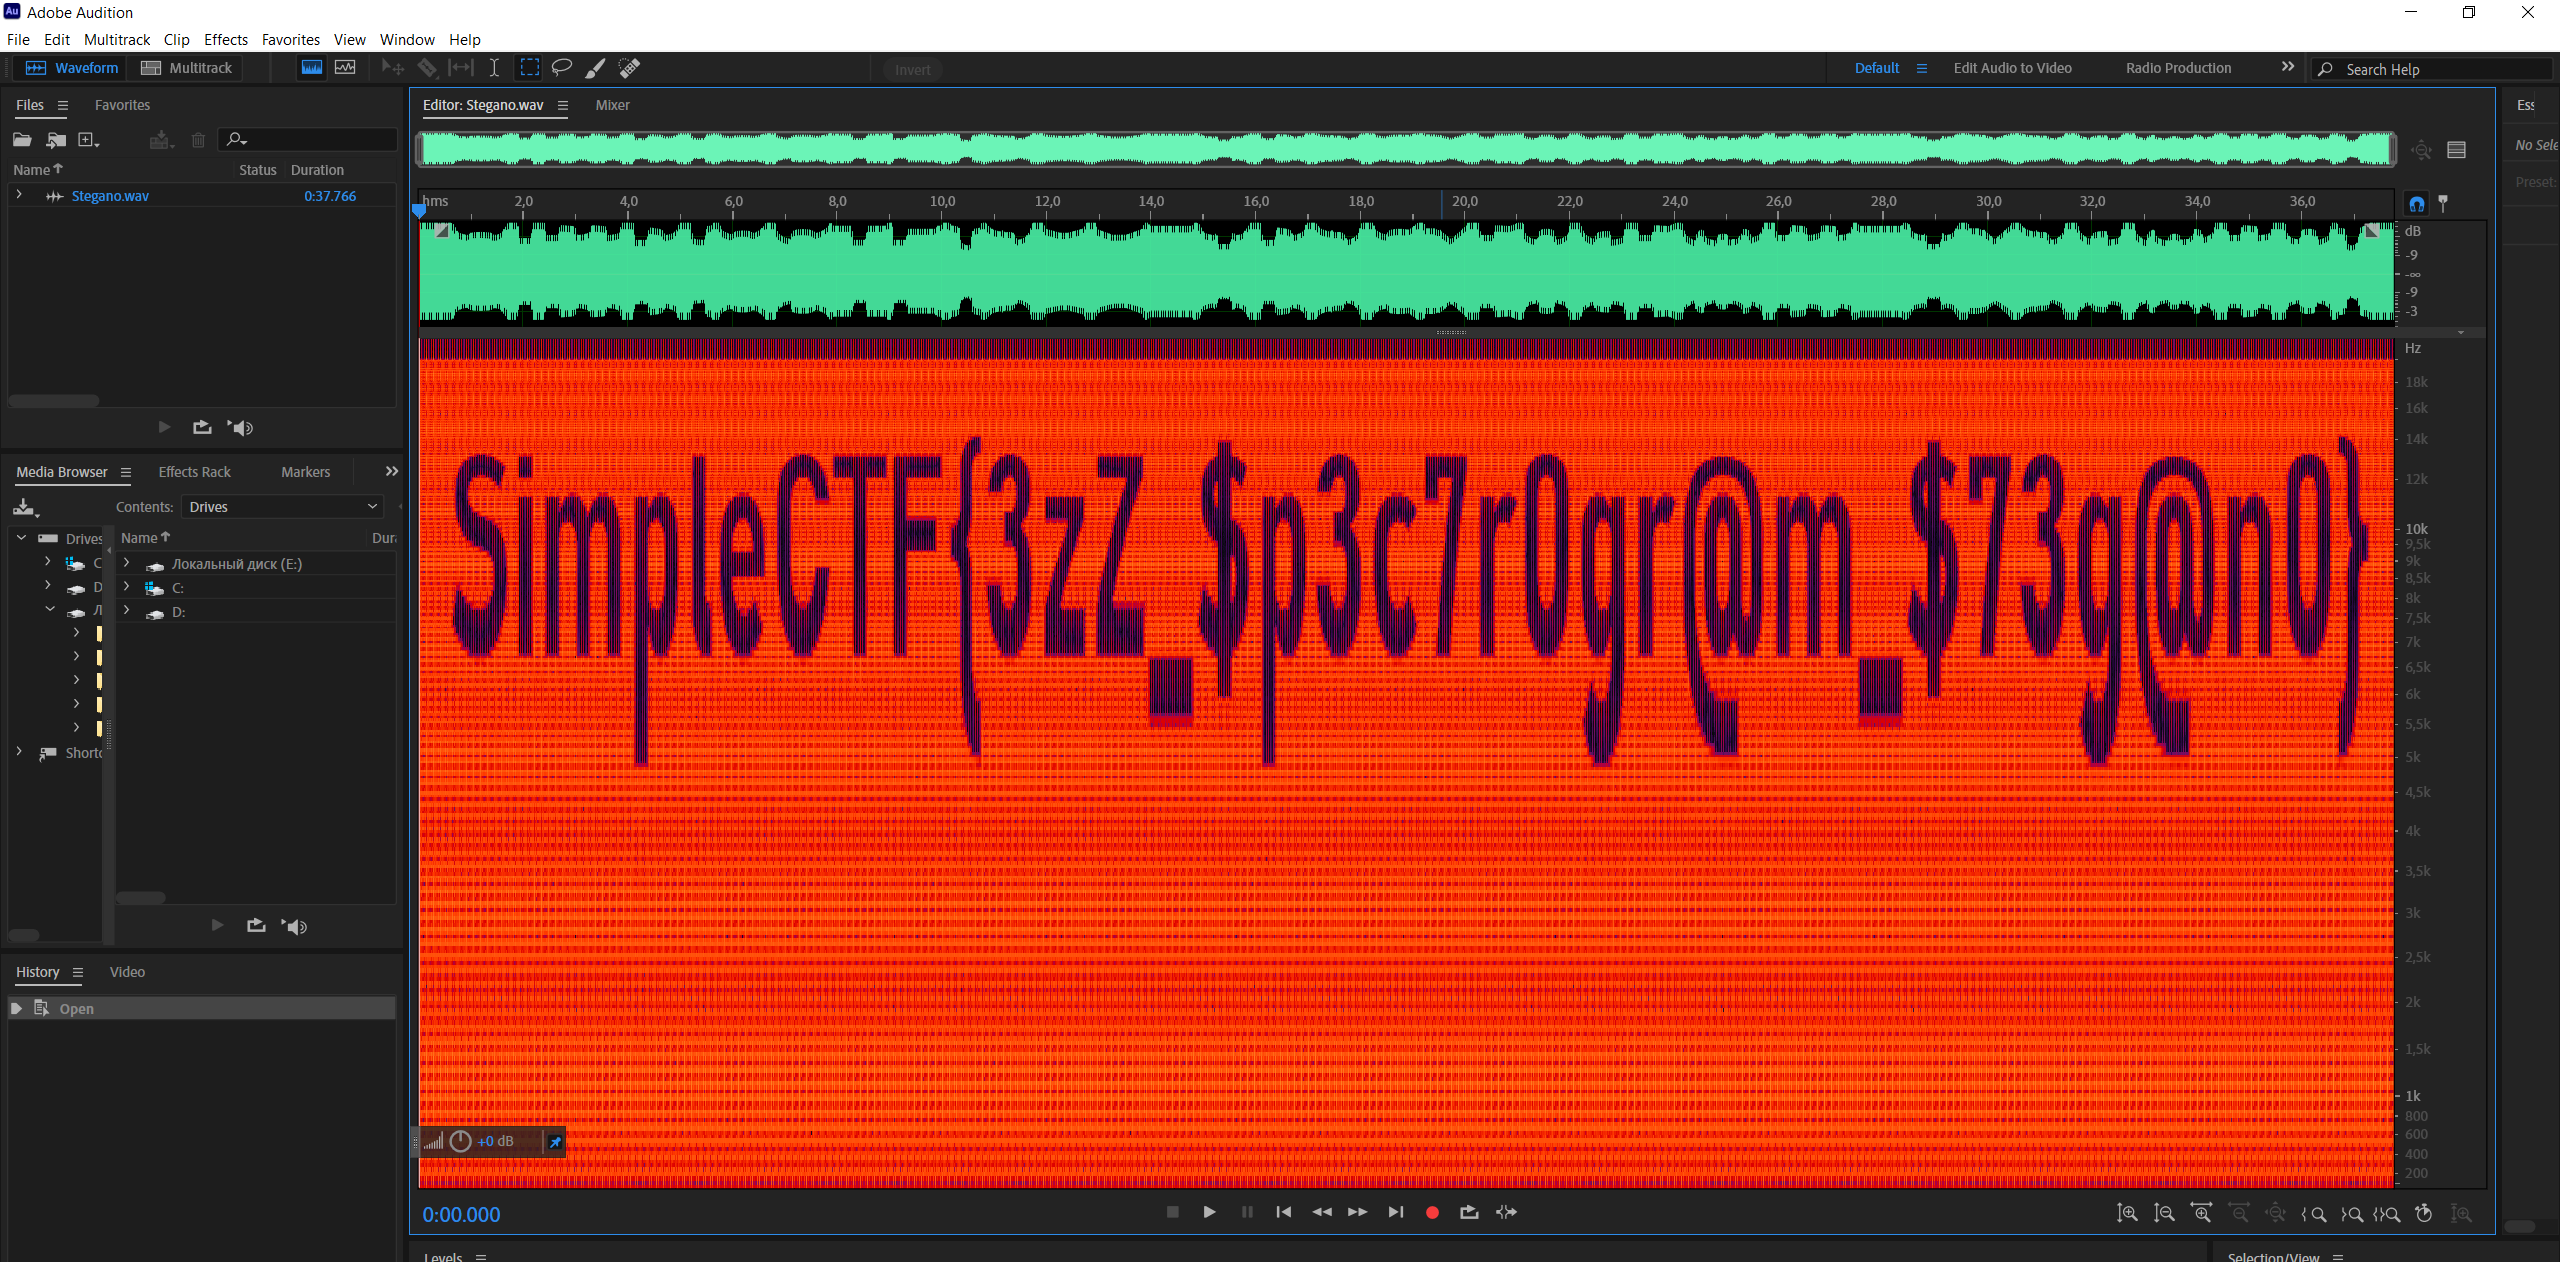 Adobe Audition
File Edit Multitrack Clip Effects Favorites View Window Help
Waveform Multitrack Invert Default Edit Audio to Video Radio Production Search Help
Files Favorites
Name Status Duration
Stegano.wav 0:37.766
Media Browser Effects Rack Markers
Contents: Drives
Drives
C
D
Л
Shortc
Name Dura
Локальный диск (E:)
C:
D:
History Video
Open
Editor: Stegano.wav Mixer
hms 2,0 4,0 6,0 8,0 10,0 12,0 14,0 16,0 18,0 20,0 22,0 24,0 26,0 28,0 30,0 32,0 34,0 36,0
dB
-9
-∞
-9
-3
SimpleCTF{3zZ_$p3c7r0gr@m_$73g@n0}
Hz
18k
16k
14k
12k
10k
9,5k
9k
8,5k
8k
7,5k
7k
6,5k
6k
5,5k
5k
4,5k
4k
3,5k
3k
2,5k
2k
1,5k
1k
800
600
400
200
+0 dB
0:00.000
Levels
Selection/View
Ess
No Sele
Preset: